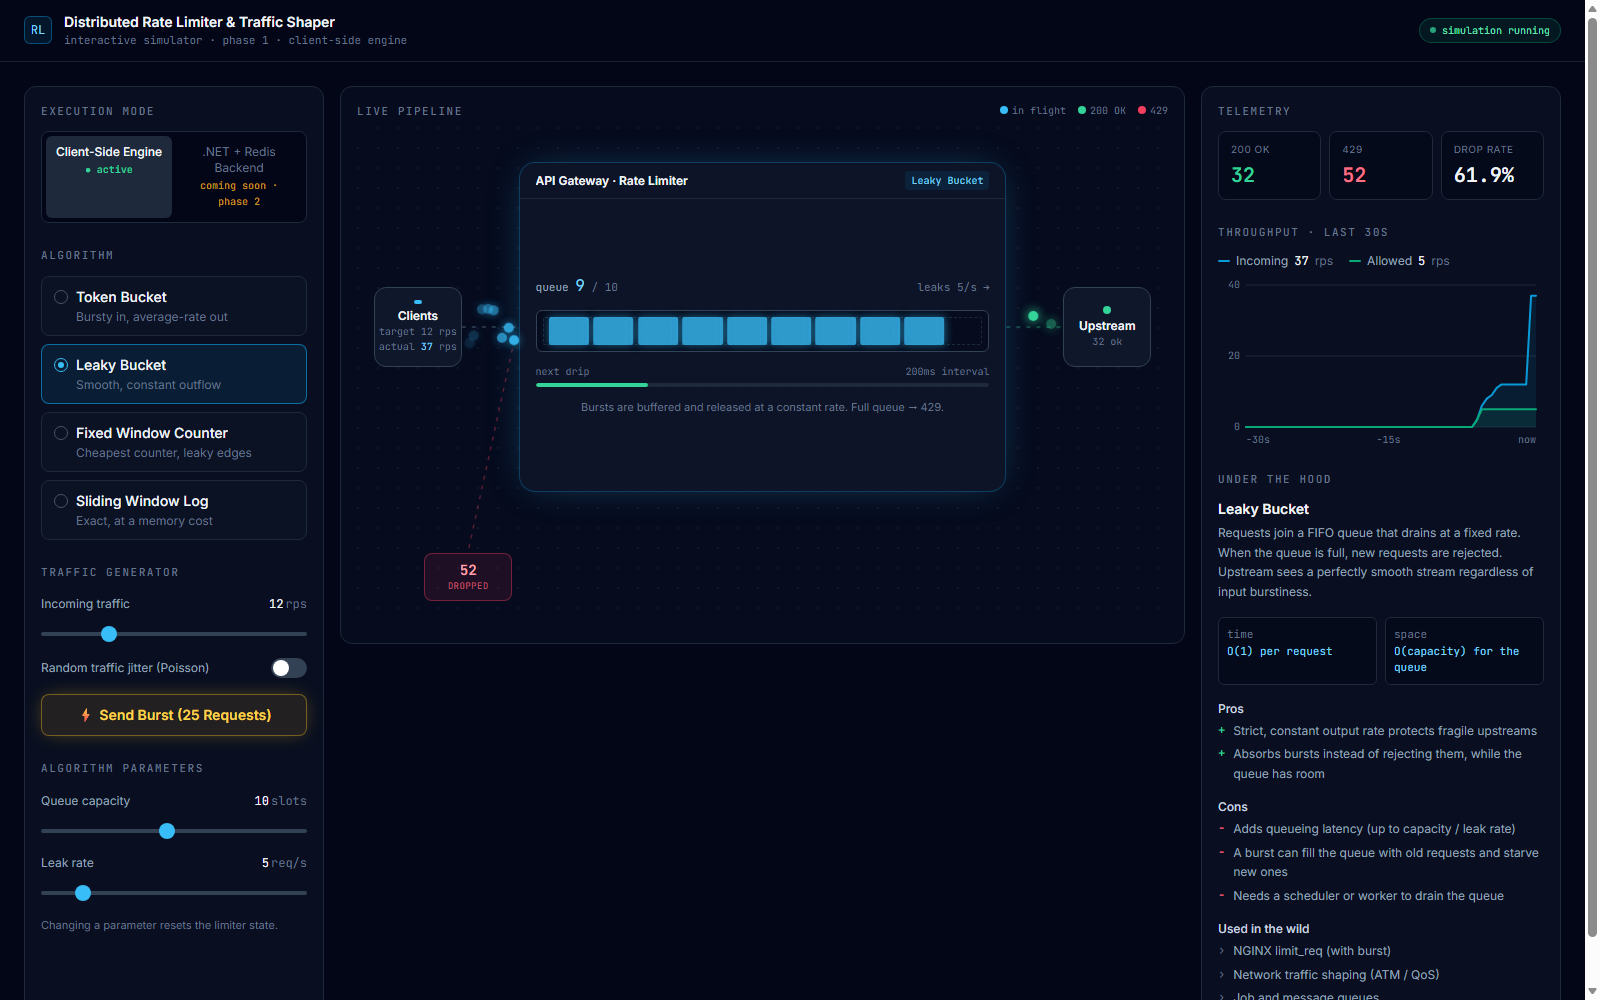 RL
Distributed Rate Limiter & Traffic Shaper
interactive simulator · phase 1 · client-side engine
simulation running
EXECUTION MODE
Client-Side Engine
active
.NET + Redis
Backend
coming soon ·
phase 2
ALGORITHM
Token Bucket
Bursty in, average-rate out
Leaky Bucket
Smooth, constant outflow
Fixed Window Counter
Cheapest counter, leaky edges
Sliding Window Log
Exact, at a memory cost
TRAFFIC GENERATOR
Incoming traffic 12 rps
Random traffic jitter (Poisson)
Send Burst (25 Requests)
ALGORITHM PARAMETERS
Queue capacity 10 slots
Leak rate 5 req/s
Changing a parameter resets the limiter state.
LIVE PIPELINE
in flight 200 OK 429
API Gateway · Rate Limiter Leaky Bucket
queue 9 / 10 leaks 5/s →
next drip 200ms interval
Bursts are buffered and released at a constant rate. Full queue → 429.
Clients
target 12 rps
actual 37 rps
Upstream
32 ok
52
DROPPED
TELEMETRY
200 OK
32
429
52
DROP RATE
61.9%
THROUGHPUT · LAST 30S
Incoming 37 rps Allowed 5 rps
40
20
0
-30s -15s now
UNDER THE HOOD
Leaky Bucket
Requests join a FIFO queue that drains at a fixed rate.
When the queue is full, new requests are rejected.
Upstream sees a perfectly smooth stream regardless of
input burstiness.
time
O(1) per request
space
O(capacity) for the
queue
Pros
+ Strict, constant output rate protects fragile upstreams
+ Absorbs bursts instead of rejecting them, while the
queue has room
Cons
- Adds queueing latency (up to capacity / leak rate)
- A burst can fill the queue with old requests and starve
new ones
- Needs a scheduler or worker to drain the queue
Used in the wild
› NGINX limit_req (with burst)
› Network traffic shaping (ATM / QoS)
› Job and message queues